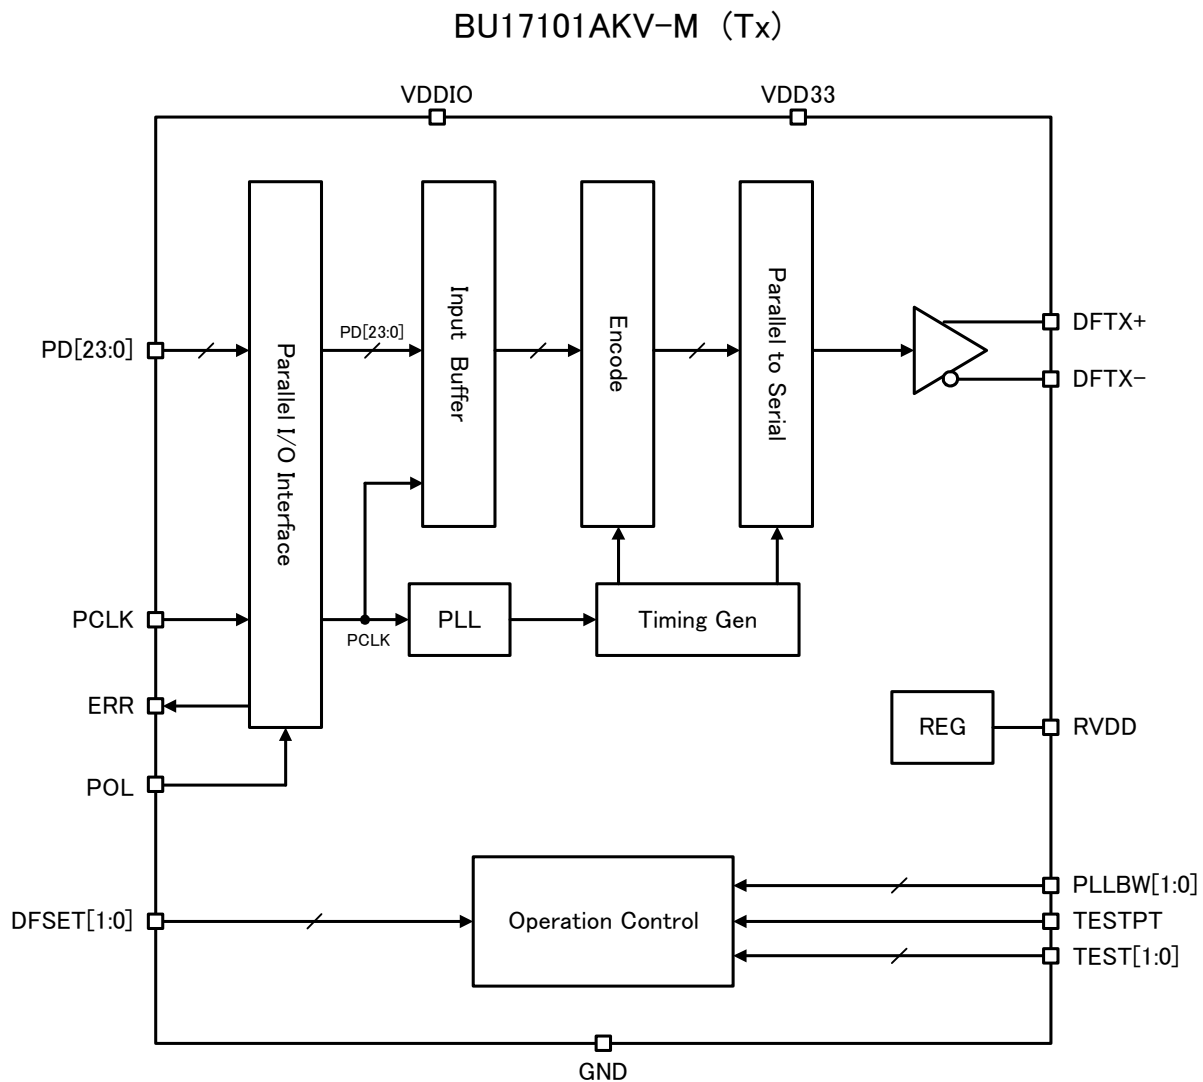 BU17101AKV-M (Tx)
VDDIO
VDD33
PD[23:0]
Parallel I/O Interface
PD[23:0]
Input Buffer
Encode
Parallel to Serial
DFTX+
DFTX-
PCLK
PCLK
PLL
Timing Gen
ERR
POL
REG
RVDD
DFSET[1:0]
Operation Control
PLLBW[1:0]
TESTPT
TEST[1:0]
GND